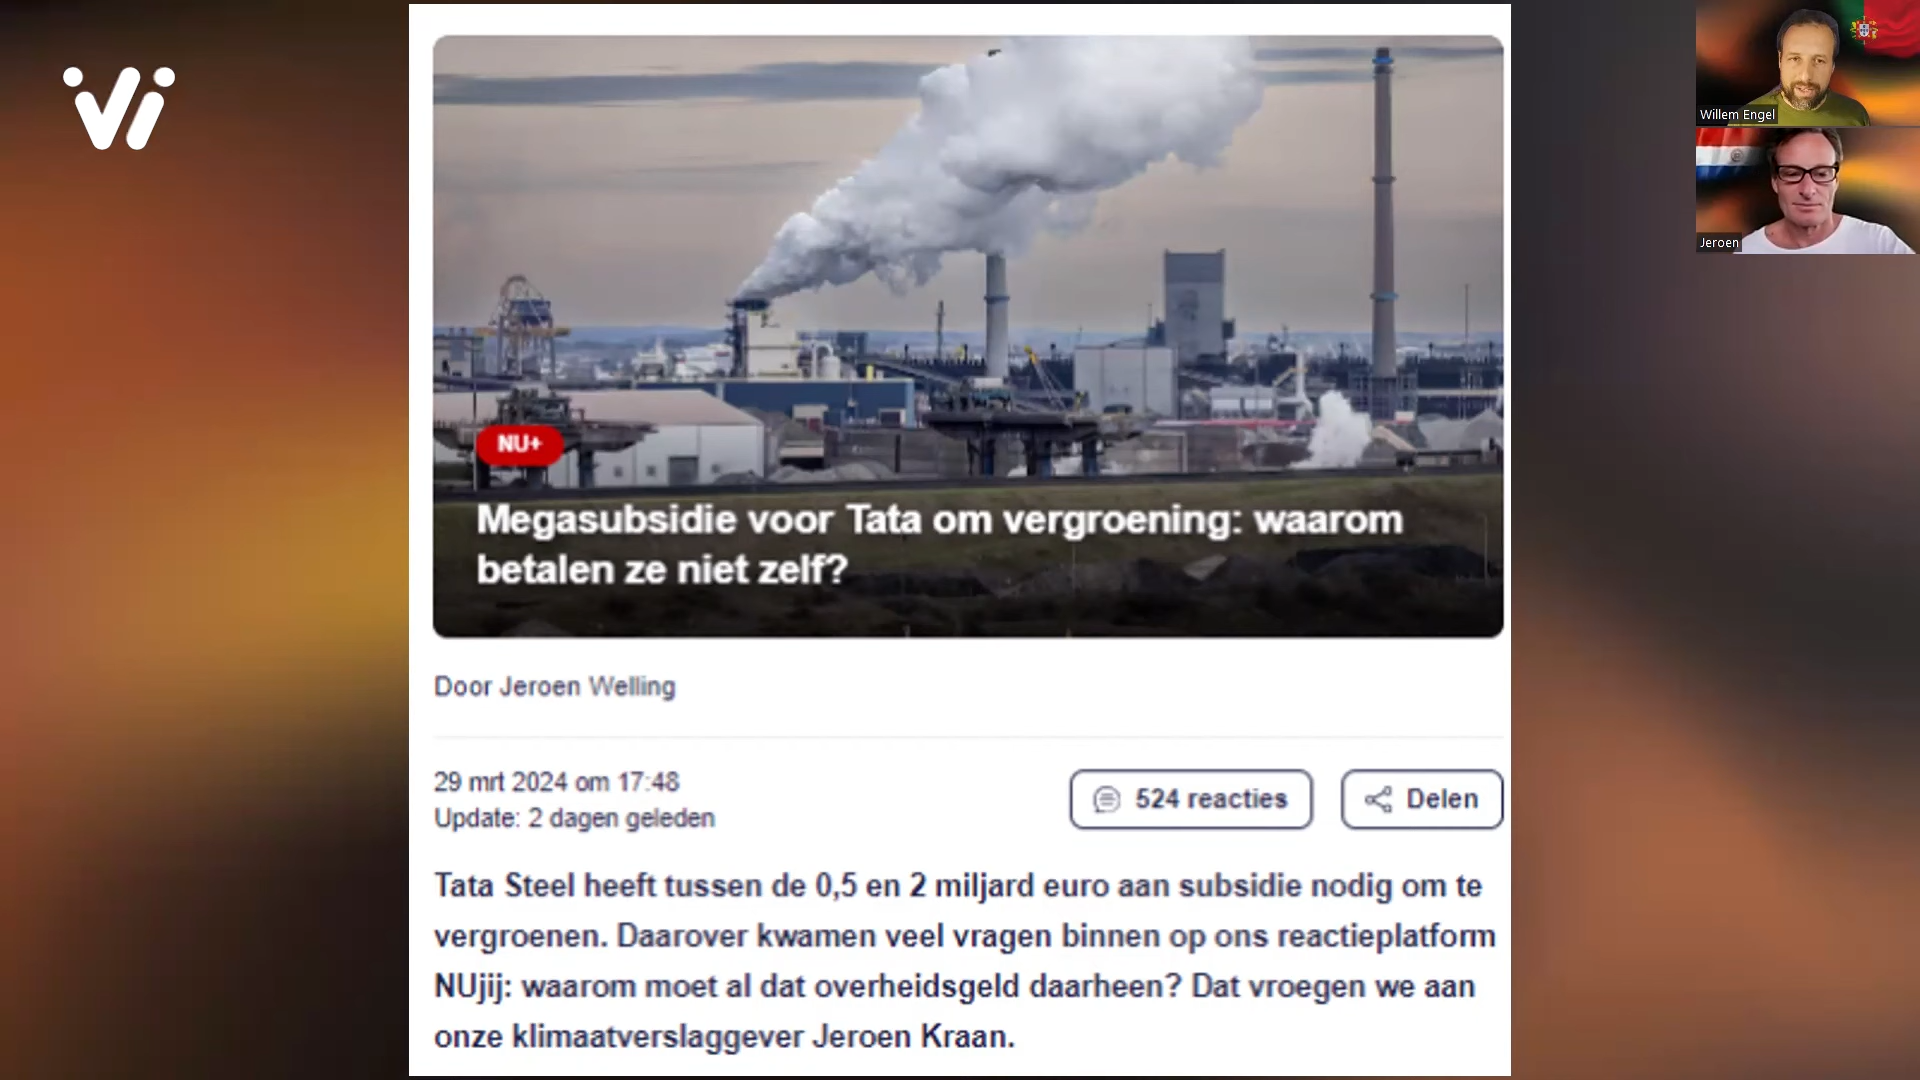 Vi
Willem Engel
Jeroen
NU+
Megasubsidie voor Tata om vergroening: waarom
betalen ze niet zelf?
Door Jeroen Welling
29 mrt 2024 om 17:48
Update: 2 dagen geleden
524 reacties
Delen
Tata Steel heeft tussen de 0,5 en 2 miljard euro aan subsidie nodig om te
vergroenen. Daarover kwamen veel vragen binnen op ons reactieplatform
NUjij: waarom moet al dat overheidsgeld daarheen? Dat vroegen we aan
onze klimaatverslaggever Jeroen Kraan.